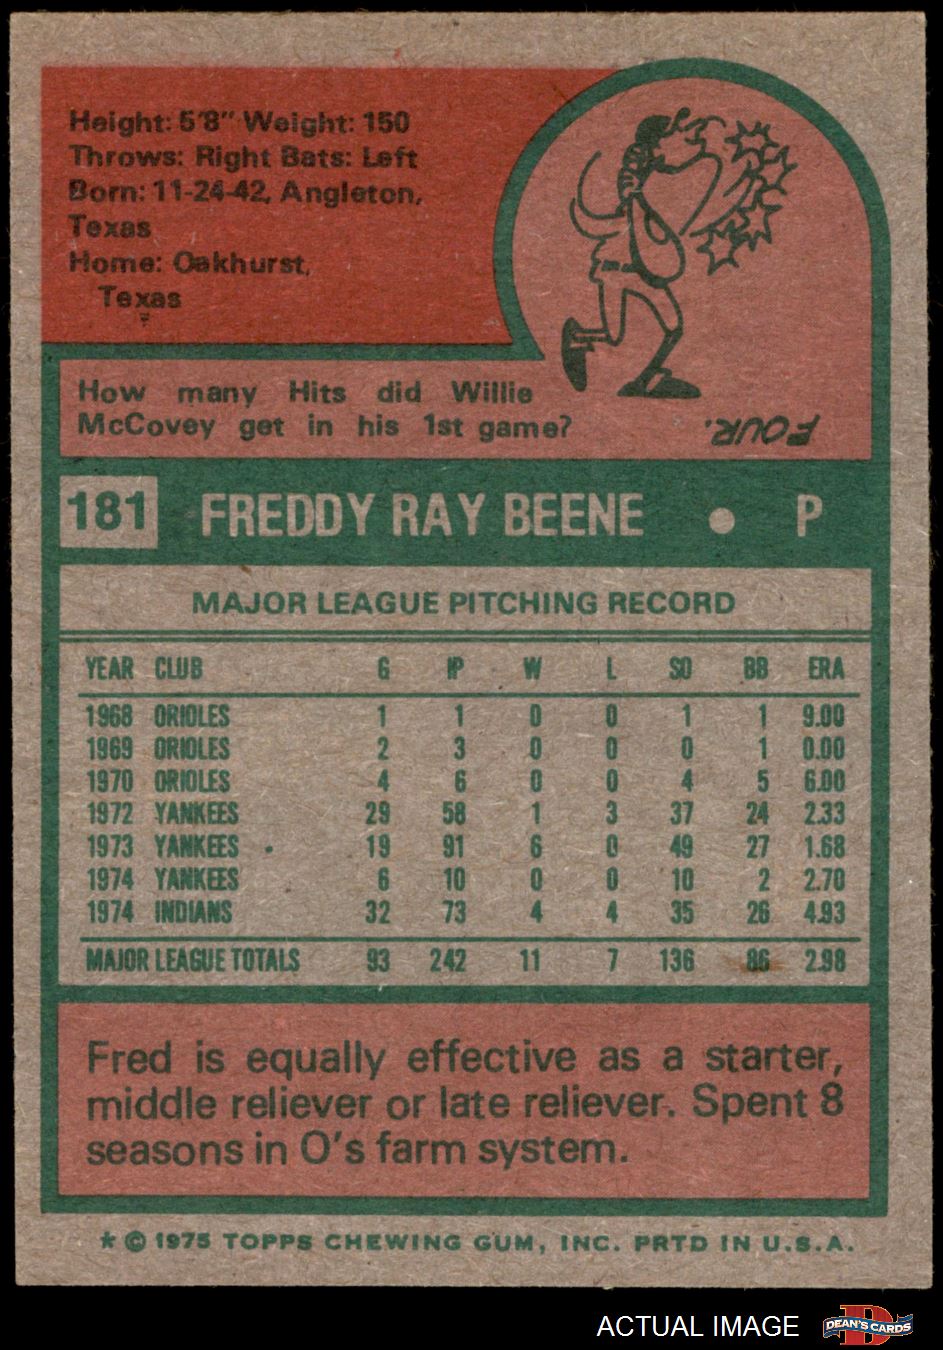 Height: 5'8" Weight: 150
Throws: Right Bats: Left
Born: 11-24-42, Angleton,
Texas
Home: Oakhurst,
Texas
How many Hits did Willie
McCovey get in his 1st game?
FOUR.
181 FREDDY RAY BEENE • P
MAJOR LEAGUE PITCHING RECORD
YEAR CLUB G IP W L SO BB ERA
1968 ORIOLES 1 1 0 0 1 1 9.00
1969 ORIOLES 2 3 0 0 0 1 0.00
1970 ORIOLES 4 6 0 0 4 5 6.00
1972 YANKEES 29 58 1 3 37 24 2.33
1973 YANKEES 19 91 6 0 49 27 1.68
1974 YANKEES 6 10 0 0 10 2 2.70
1974 INDIANS 32 73 4 4 35 26 4.93
MAJOR LEAGUE TOTALS 93 242 11 7 136 86 2.98
Fred is equally effective as a starter,
middle reliever or late reliever. Spent 8
seasons in O's farm system.
* © 1975 TOPPS CHEWING GUM, INC. PRTD IN U.S.A.
ACTUAL IMAGE
D
DEAN'S CARDS